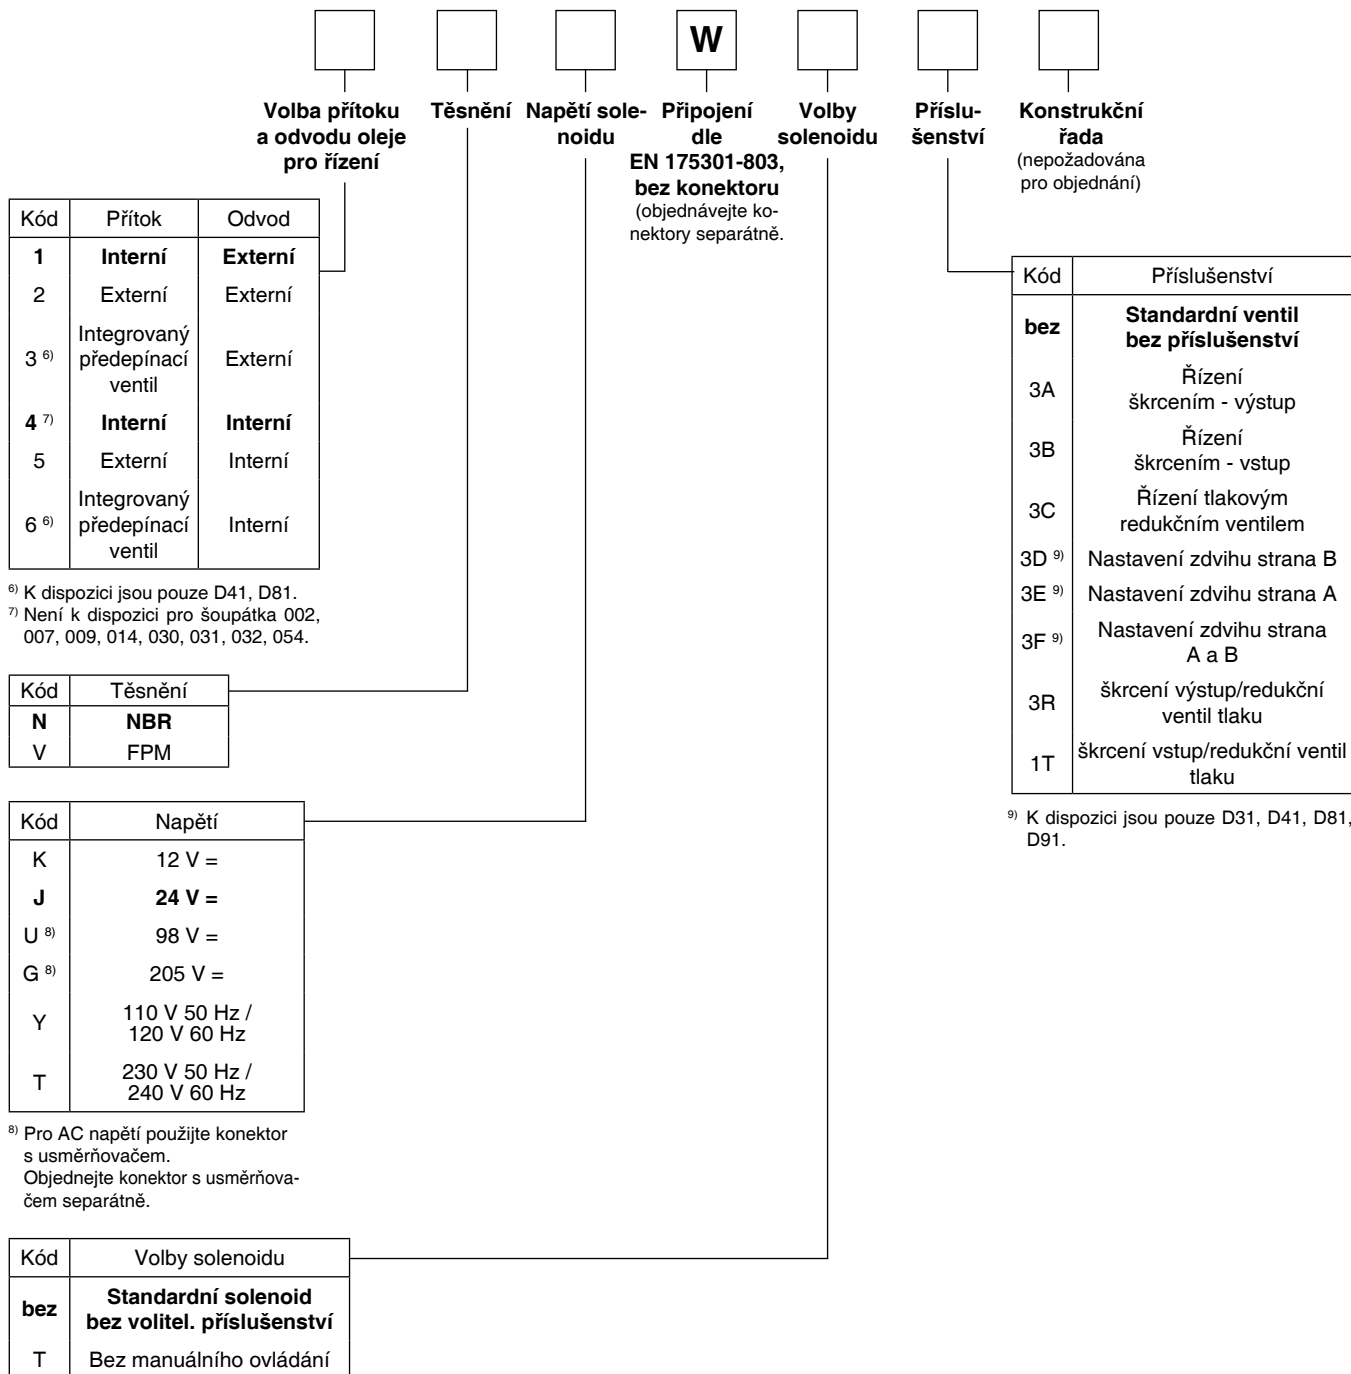 W
Volba přítoku
a odvodu oleje
pro řízení
Těsnění
Napětí sole-
noidu
Připojení
dle
EN 175301-803,
bez konektoru
(objednávejte ko-
nektory separátně.
Volby
solenoidu
Příslu-
šenství
Konstrukční
řada
(nepožadována
pro objednání)
Kód Přítok Odvod
1 Interní Externí
2 Externí Externí
3 6) Integrovaný předepínací ventil Externí
4 7) Interní Interní
5 Externí Interní
6 6) Integrovaný předepínací ventil Interní
6) K dispozici jsou pouze D41, D81.
7) Není k dispozici pro šoupátka 002,
007, 009, 014, 030, 031, 032, 054.
Kód Těsnění
N NBR
V FPM
Kód Napětí
K 12 V =
J 24 V =
U 8) 98 V =
G 8) 205 V =
Y 110 V 50 Hz /
120 V 60 Hz
T 230 V 50 Hz /
240 V 60 Hz
8) Pro AC napětí použijte konektor
s usměrňovačem.
Objednejte konektor s usměrňova-
čem separátně.
Kód Volby solenoidu
bez Standardní solenoid
bez volitel. příslušenství
T Bez manuálního ovládání
Kód Příslušenství
bez Standardní ventil
bez příslušenství
3A Řízení
škrcením - výstup
3B Řízení
škrcením - vstup
3C Řízení tlakovým
redukčním ventilem
3D 9) Nastavení zdvihu strana B
3E 9) Nastavení zdvihu strana A
3F 9) Nastavení zdvihu strana
A a B
3R škrcení výstup/redukční
ventil tlaku
1T škrcení vstup/redukční ventil
tlaku
9) K dispozici jsou pouze D31, D41, D81,
D91.